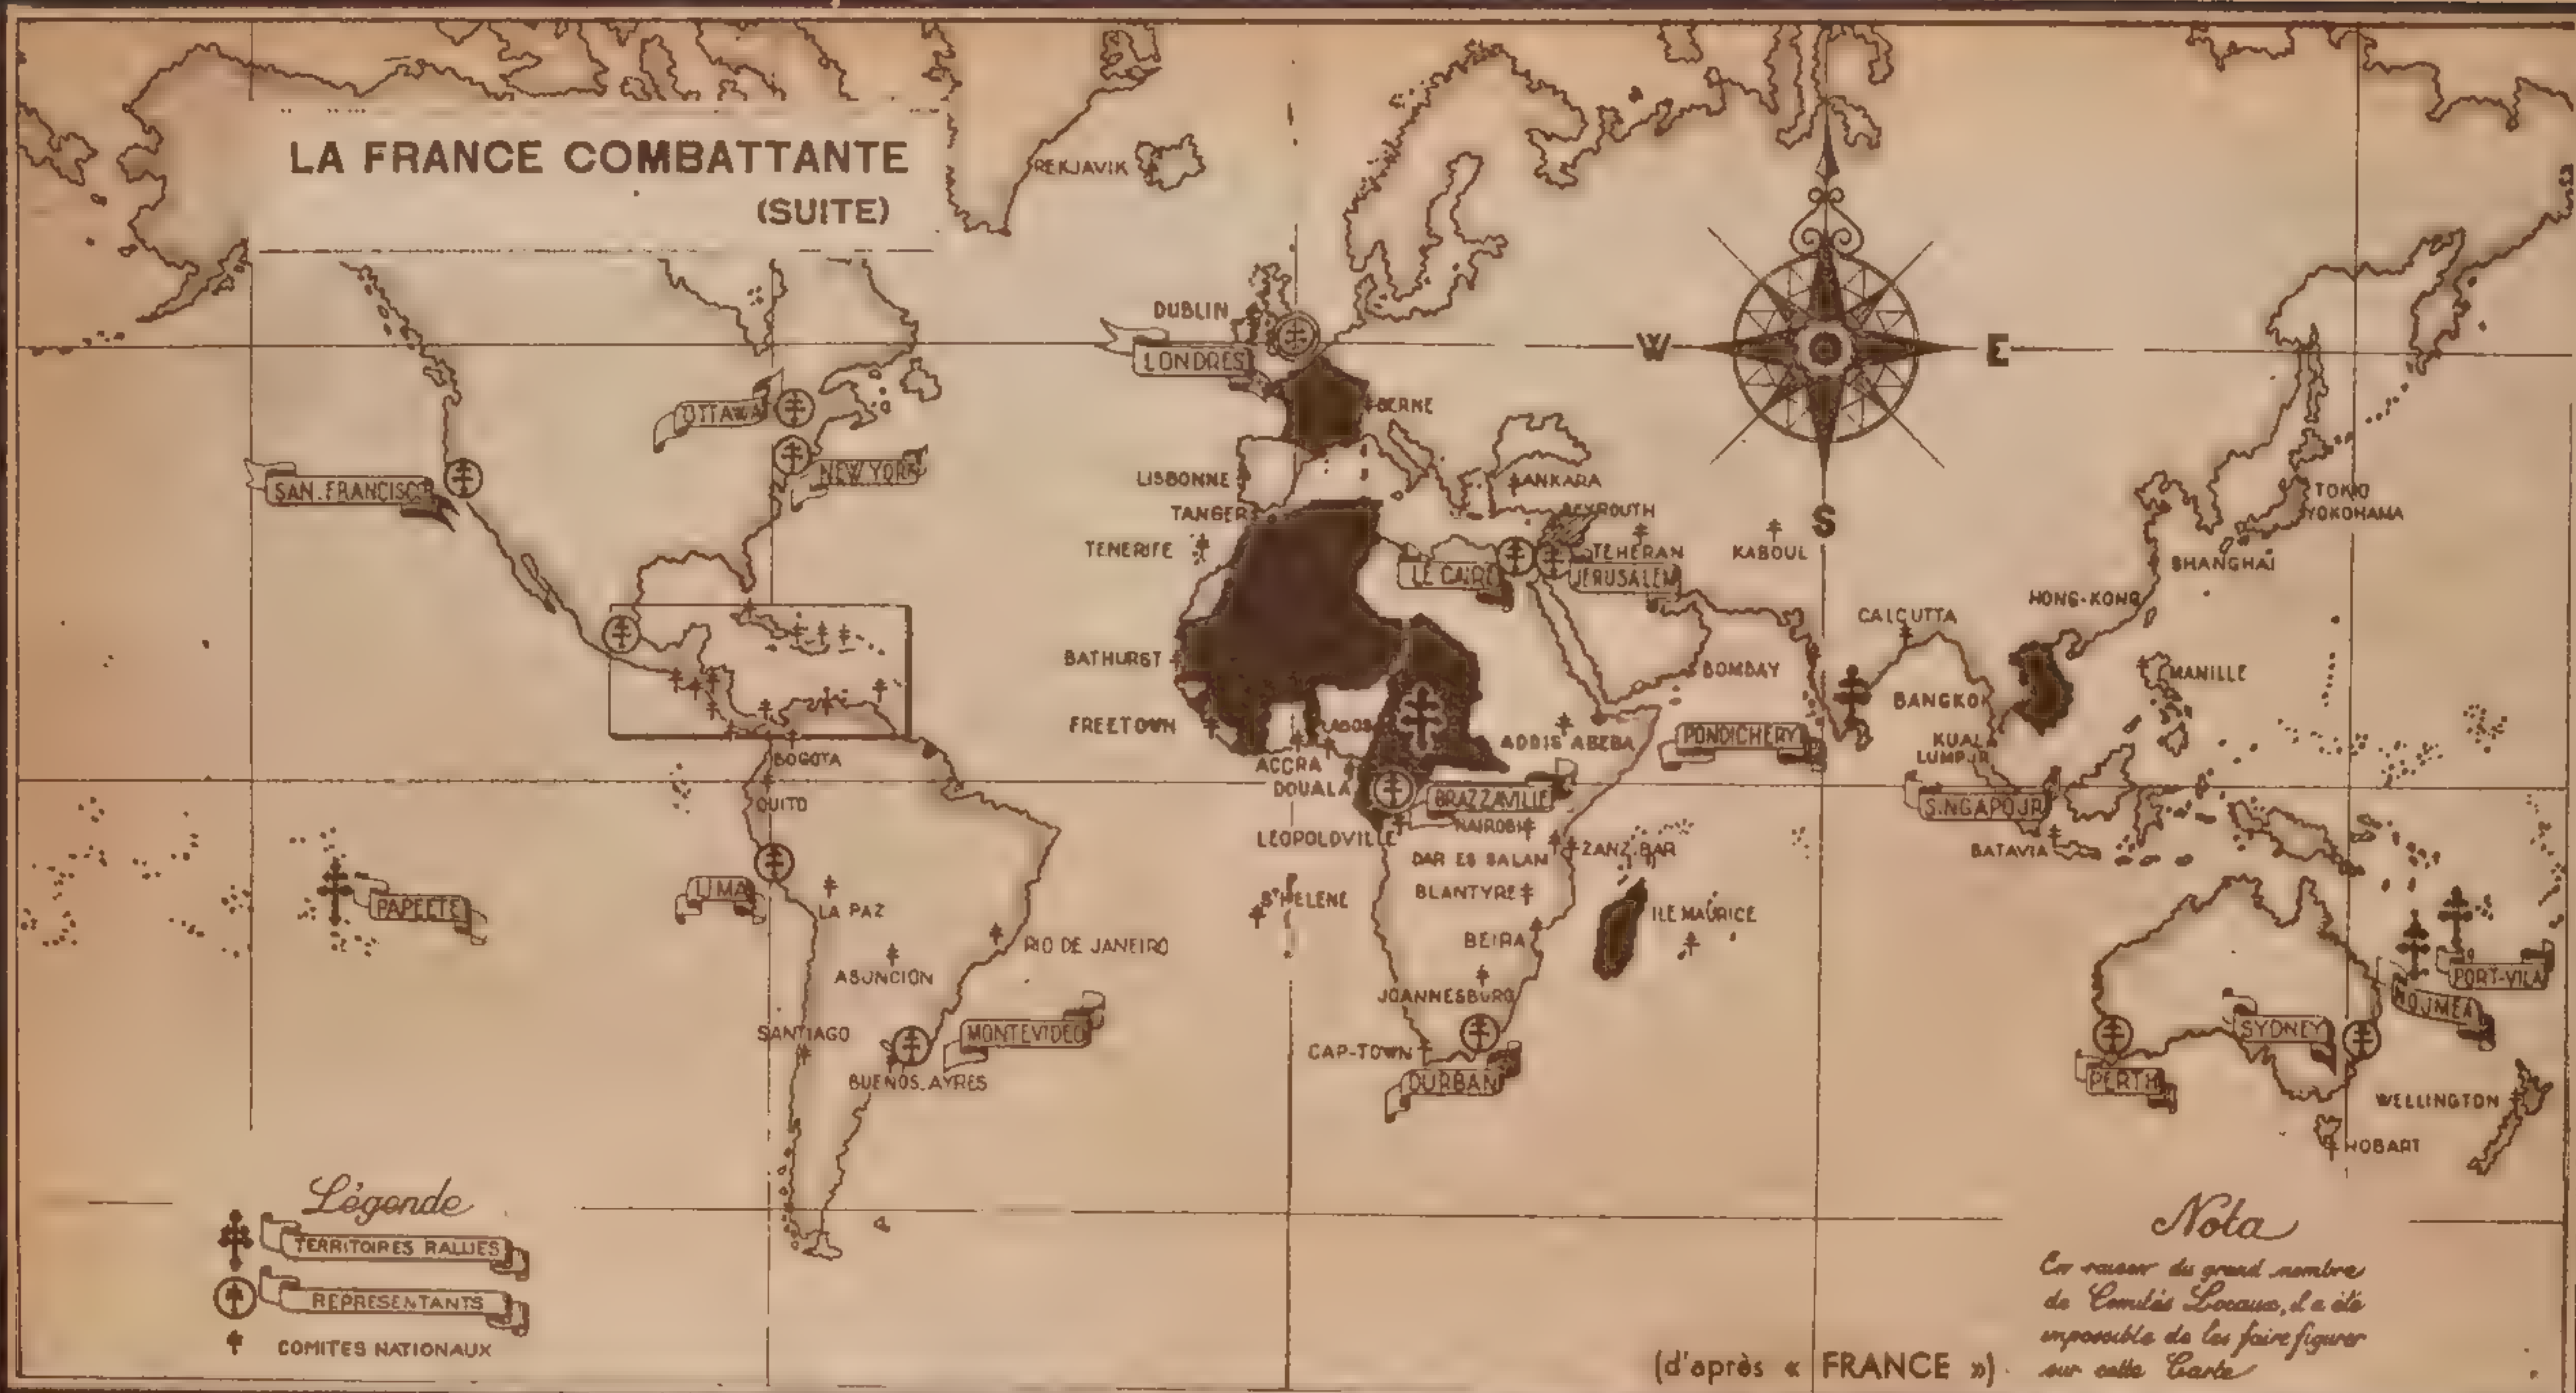 LA FRANCE COMBATTANTE
(SUITE)
REKJAVIK
DUBLIN
LONDRES
W
E
S
OTTAWA
BERNE
NEW YORK
SAN.FRANCISCO
LISBONNE
ANKARA
TANGER
BEYROUTH
TOKIO
YOKOHAMA
TENERIFE
TEHERAN
KABOUL
LE CAIRE
JERUSALEM
SHANGHAÏ
HONG-KONG
CALCUTTA
BATHURST
BOMBAY
MANILLE
BANGKOK
FREETOWN
LAGOS
ADDIS ABEBA
PONDICHERY
KUALA
LUMPUR
BOGOTA
ACCRA
DOUALA
BRAZZAVILLE
SINGAPOUR
QUITO
NAIROBI
LEOPOLDVILLE
DAR ES SALAM
ZANZIBAR
BATAVIA
LIMA
PAPEETE
LA PAZ
STHELENE
BLANTYRE
ILE MAURICE
RIO DE JANEIRO
BEIRA
ASUNCION
PORT-VILA
JOANNESBURG
NOUMEA
SANTIAGO
MONTEVIDEO
CAP-TOWN
SYDNEY
BUENOS.AYRES
DURBAN
PERTH
WELLINGTON
HOBART
Légende
TERRITOIRES RALLIES
REPRESENTANTS
COMITES NATIONAUX
Nota
En raison du grand nombre
de Comités Locaux, il a été
impossible de les faire figurer
sur cette Carte
(d'après « FRANCE »)